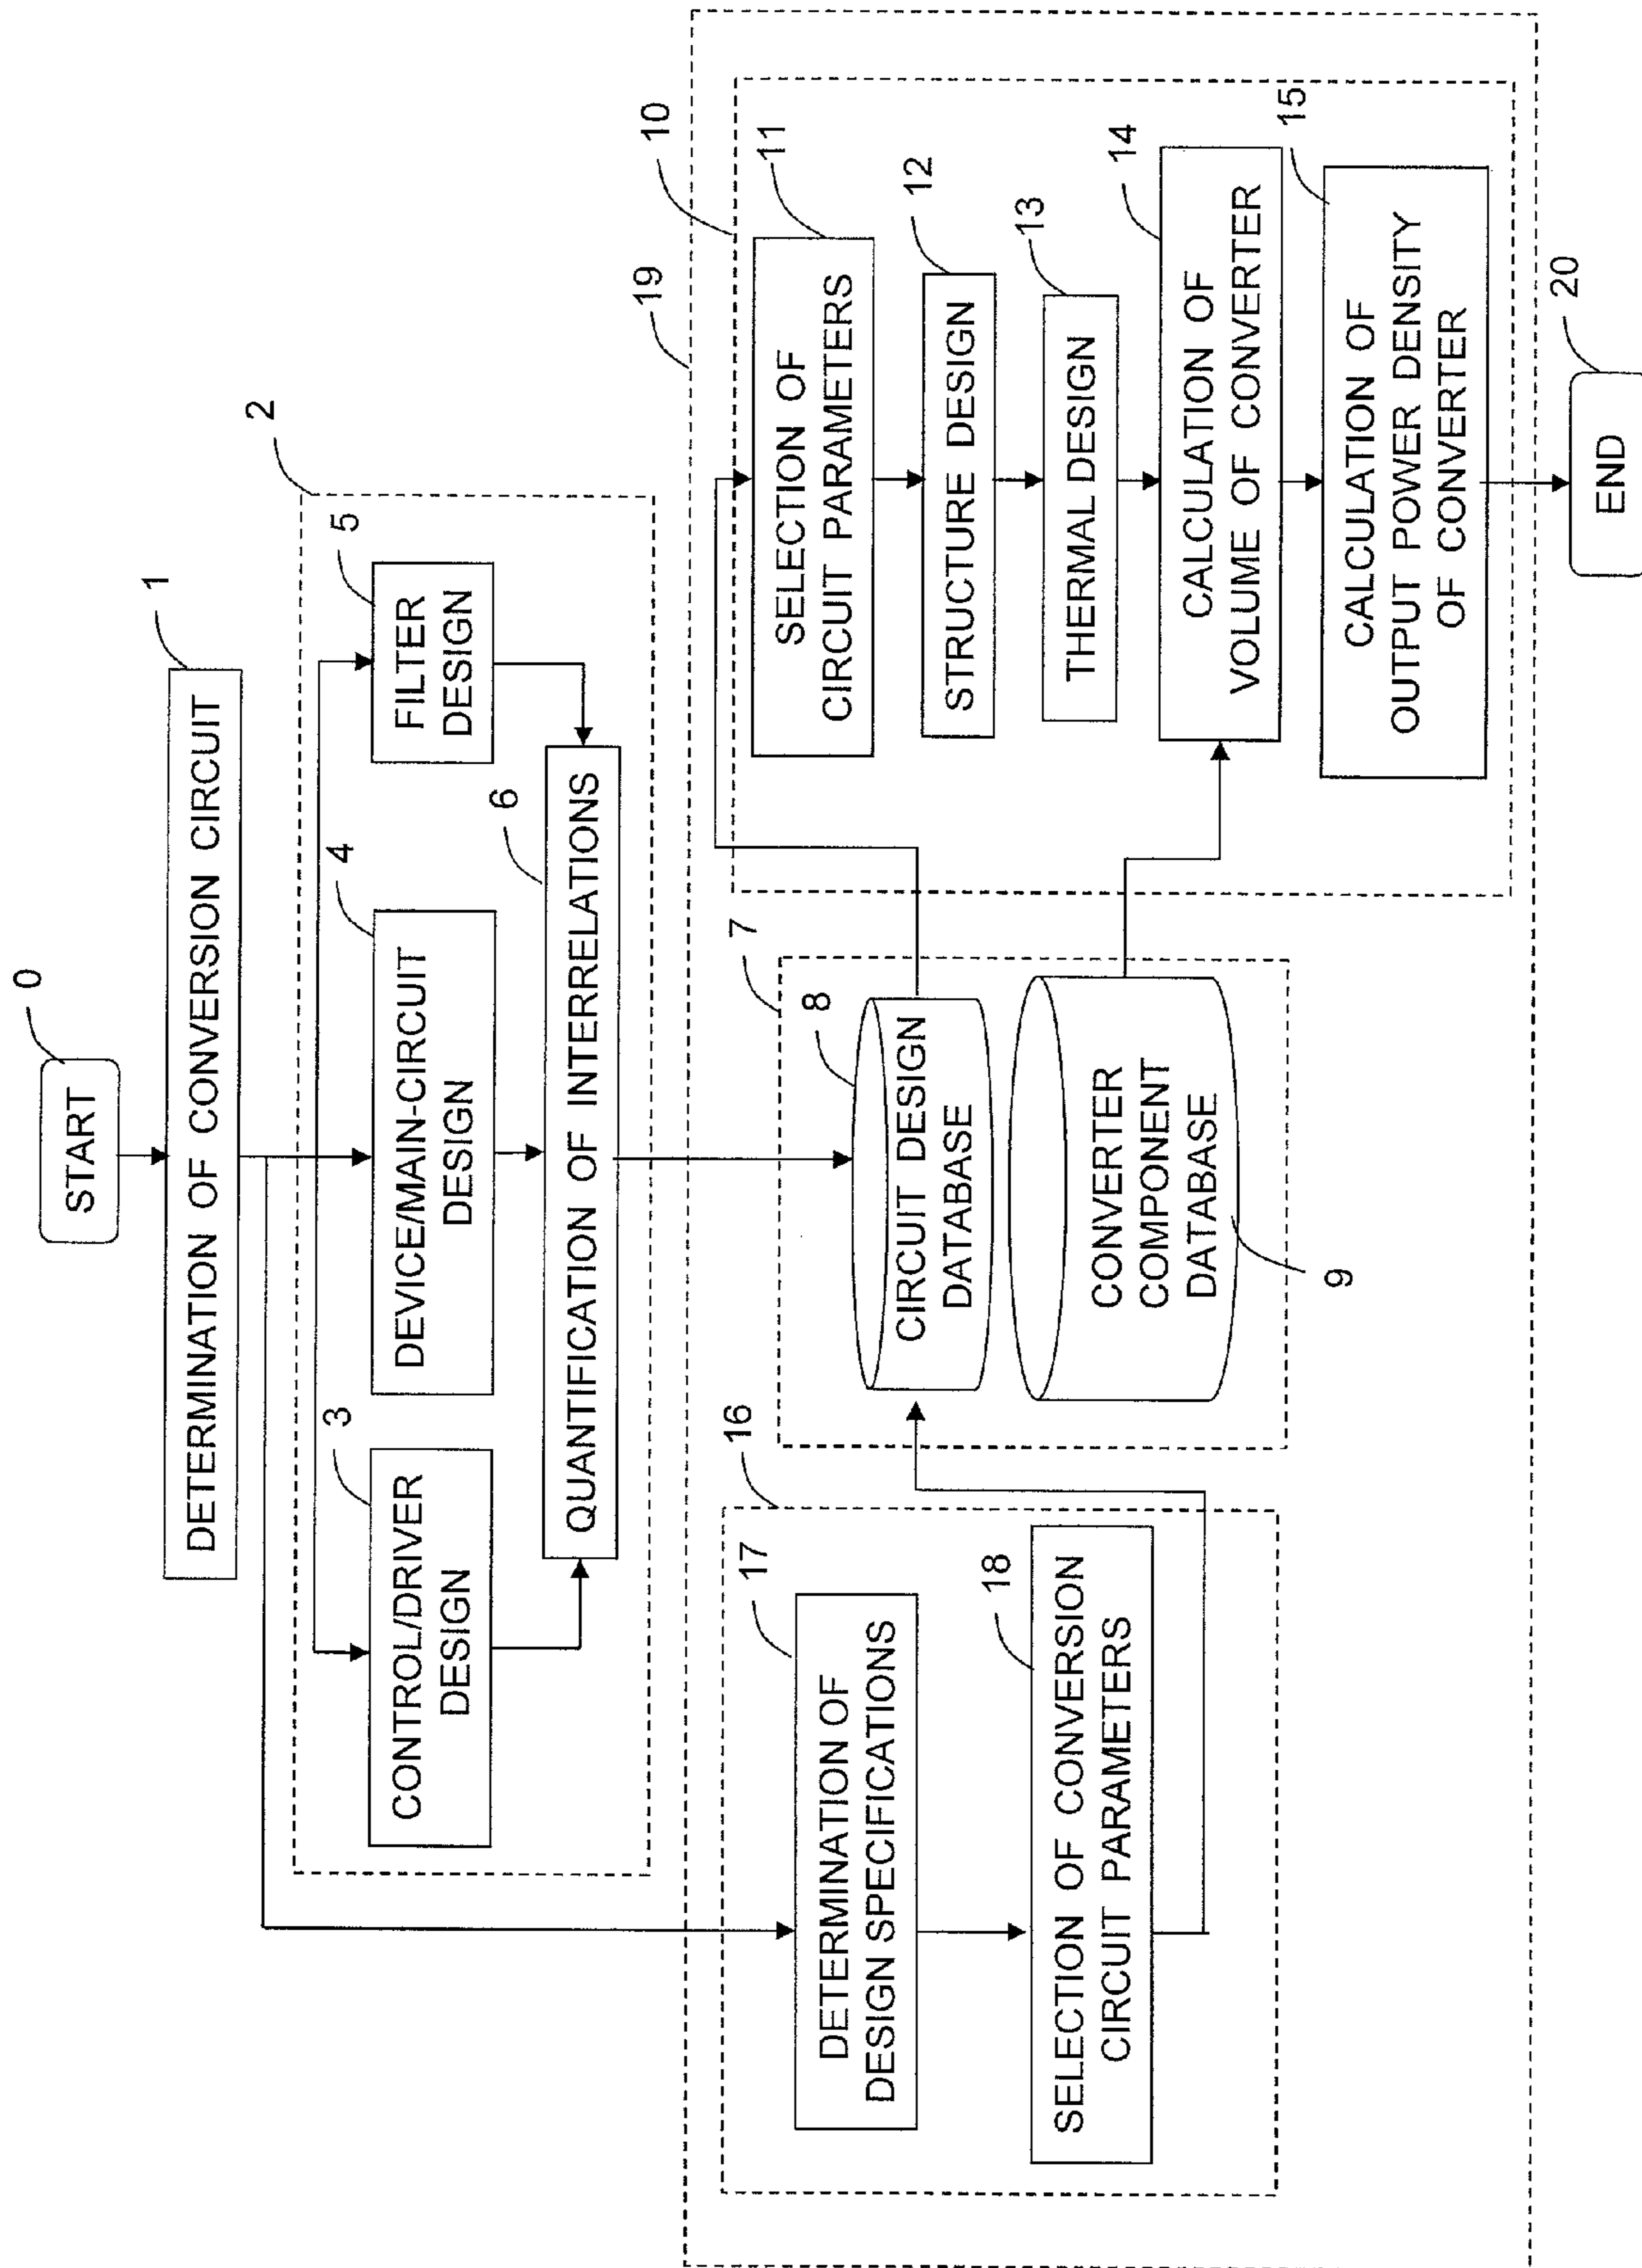 0
START
1
DETERMINATION OF CONVERSION CIRCUIT
2
3
CONTROL/DRIVER
DESIGN
4
DEVICE/MAIN-CIRCUIT
DESIGN
5
FILTER
DESIGN
6
QUANTIFICATION OF INTERRELATIONS
19
16
17
DETERMINATION OF
DESIGN SPECIFICATIONS
18
SELECTION OF CONVERSION
CIRCUIT PARAMETERS
7
8
CIRCUIT DESIGN
DATABASE
CONVERTER
COMPONENT
DATABASE
9
10
11
SELECTION OF
CIRCUIT PARAMETERS
12
STRUCTURE DESIGN
13
THERMAL DESIGN
14
CALCULATION OF
VOLUME OF CONVERTER
15
CALCULATION OF
OUTPUT POWER DENSITY
OF CONVERTER
20
END